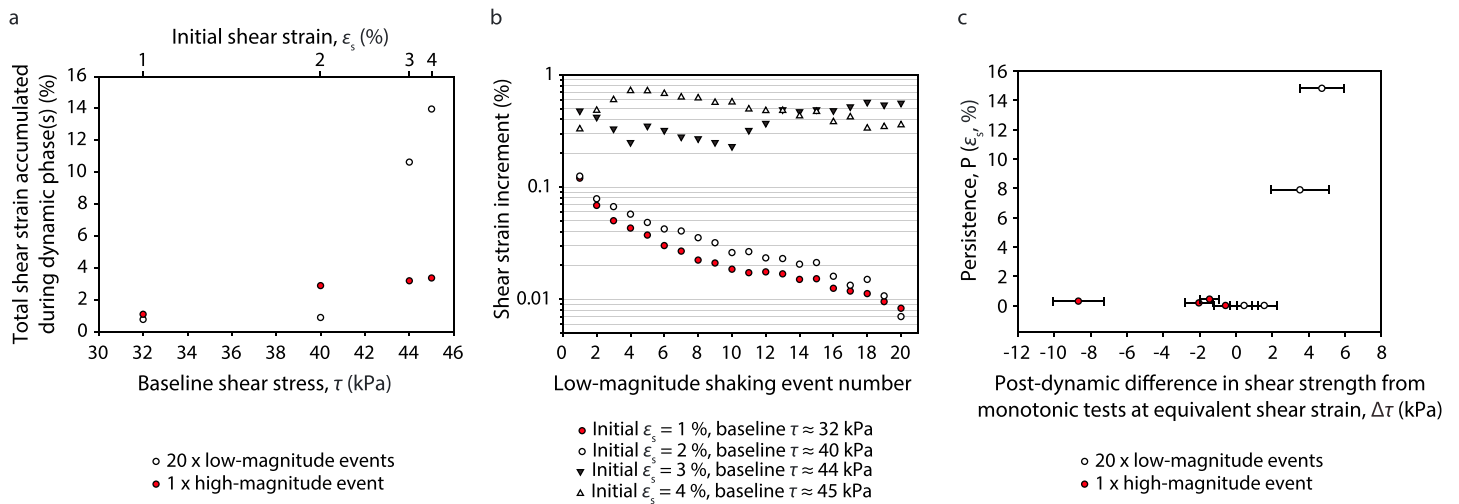 a
Initial shear strain, εs (%)
1 2 3 4
Total shear strain accumulated
during dynamic phase(s) (%)
16
14
12
10
8
6
4
2
0
30 32 34 36 38 40 42 44 46
Baseline shear stress, τ (kPa)
20 x low-magnitude events
1 x high-magnitude event
b
Shear strain increment (%)
1
0.1
0.01
0 2 4 6 8 10 12 14 16 18 20
Low-magnitude shaking event number
Initial εs = 1 %, baseline τ ≈ 32 kPa
Initial εs = 2 %, baseline τ ≈ 40 kPa
Initial εs = 3 %, baseline τ ≈ 44 kPa
Initial εs = 4 %, baseline τ ≈ 45 kPa
c
Persistence, P (εs, %)
16
14
12
10
8
6
4
2
0
-12 -10 -8 -6 -4 -2 0 2 4 6 8
Post-dynamic difference in shear strength from
monotonic tests at equivalent shear strain, Δτ (kPa)
20 x low-magnitude events
1 x high-magnitude event